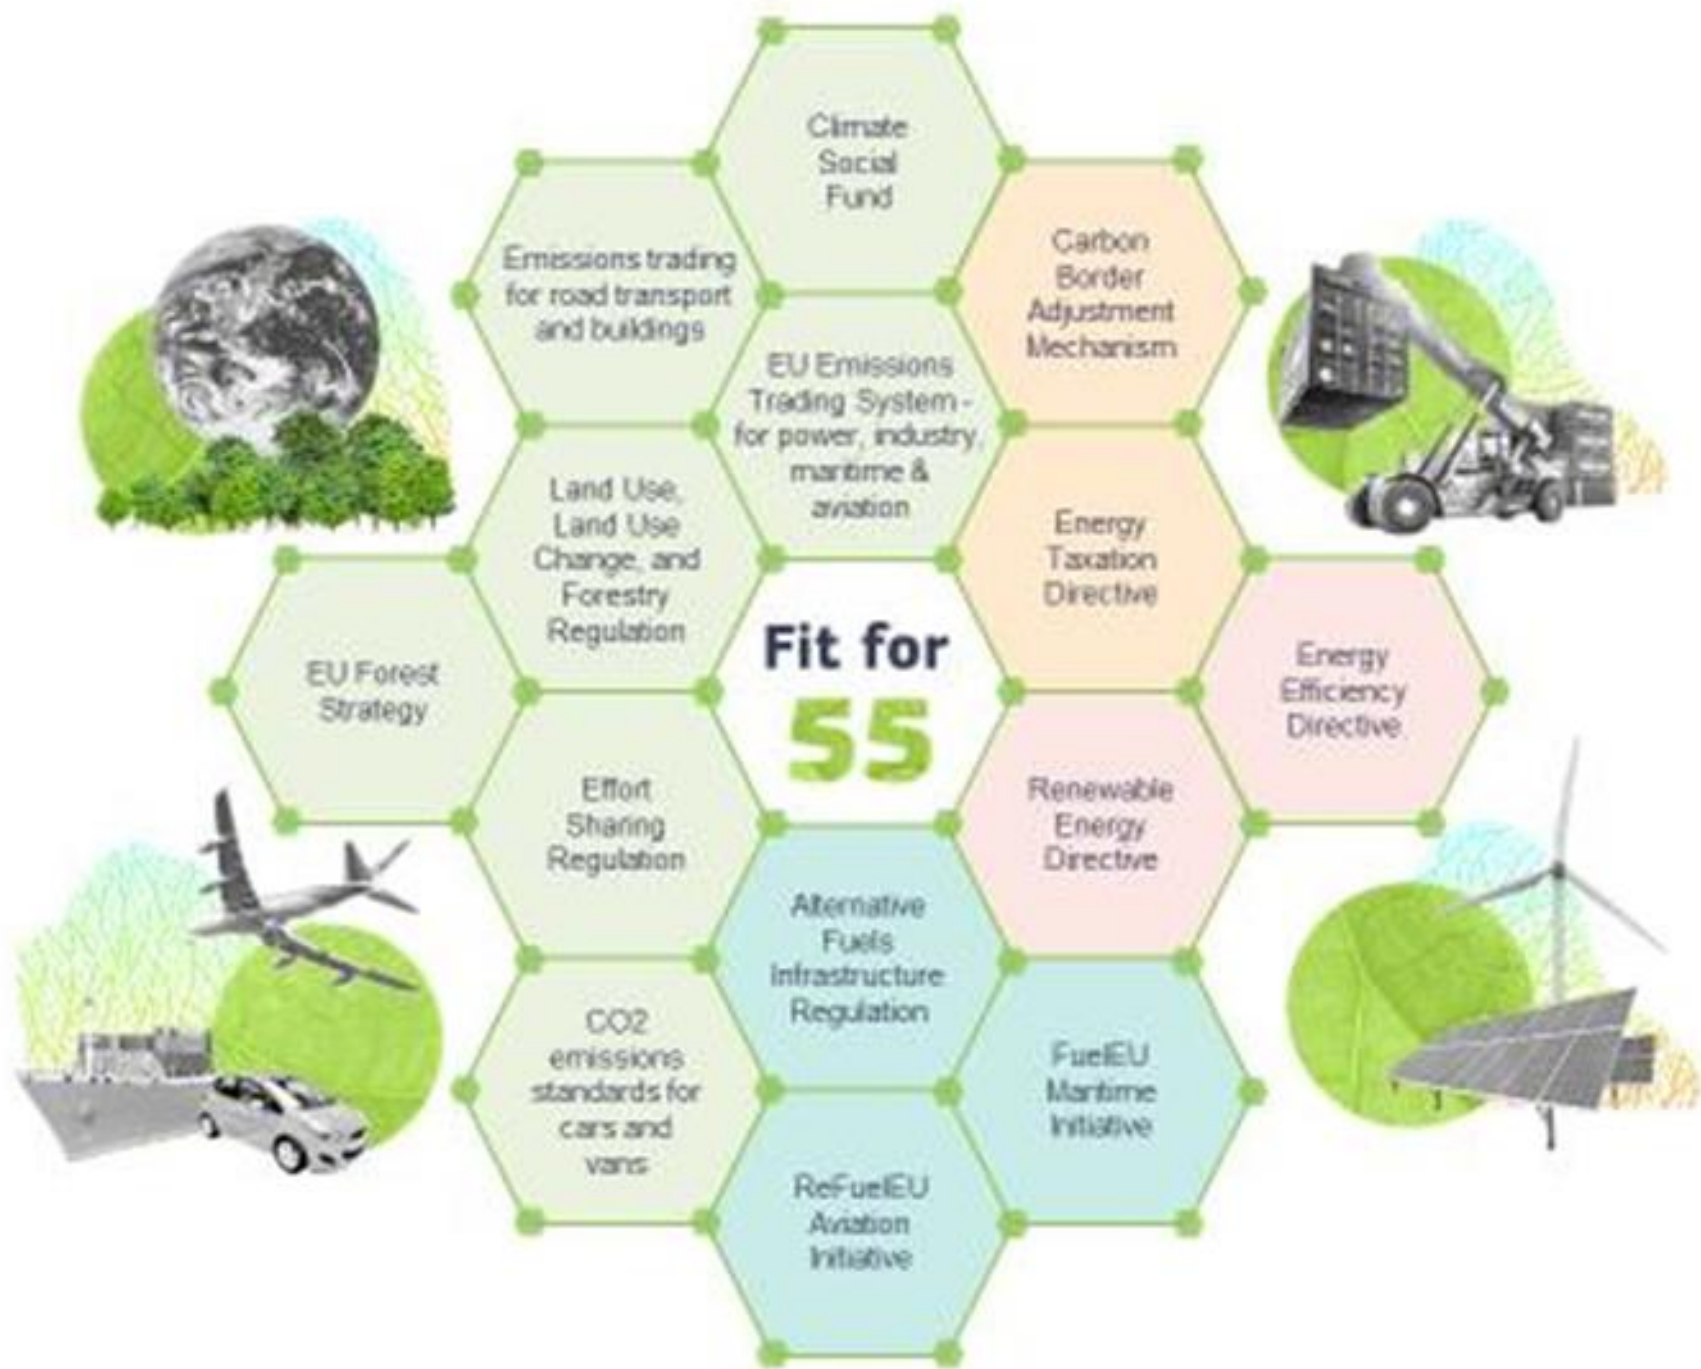 Climate
Social
Fund
Emissions trading
for road transport
and buildings
Carbon
Border
Adjustment
Mechanism
EU Emissions
Trading System -
for power, industry,
maritime &
aviation
Land Use,
Land Use
Change, and
Forestry
Regulation
Energy
Taxation
Directive
EU Forest
Strategy
Fit for
55
Energy
Efficiency
Directive
Effort
Sharing
Regulation
Renewable
Energy
Directive
Alternative
Fuels
Infrastructure
Regulation
CO2
emissions
standards for
cars and
vans
FuelEU
Maritime
Initiative
ReFuelEU
Aviation
Initiative